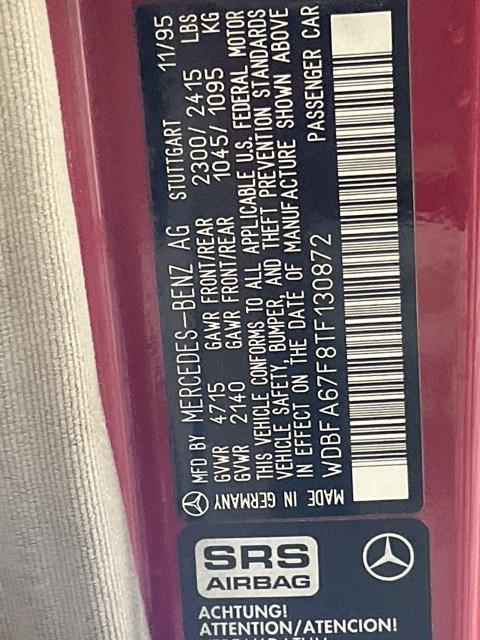 MFD BY MERCEDES-BENZ AG STUTTGART 11/95
GVWR 4715 GAWR FRONT/REAR 2300/ 2415 LBS
GVWR 2140 GAWR FRONT/REAR 1045/ 1095 KG
THIS VEHICLE CONFORMS TO ALL APPLICABLE U.S. FEDERAL MOTOR
VEHICLE SAFETY, BUMPER, AND THEFT PREVENTION STANDARDS
IN EFFECT ON THE DATE OF MANUFACTURE SHOWN ABOVE
WDBFA67F8TF130872 PASSENGER CAR
MADE IN GERMANY
SRS
AIRBAG
ACHTUNG!
ATTENTION/ATENCION!